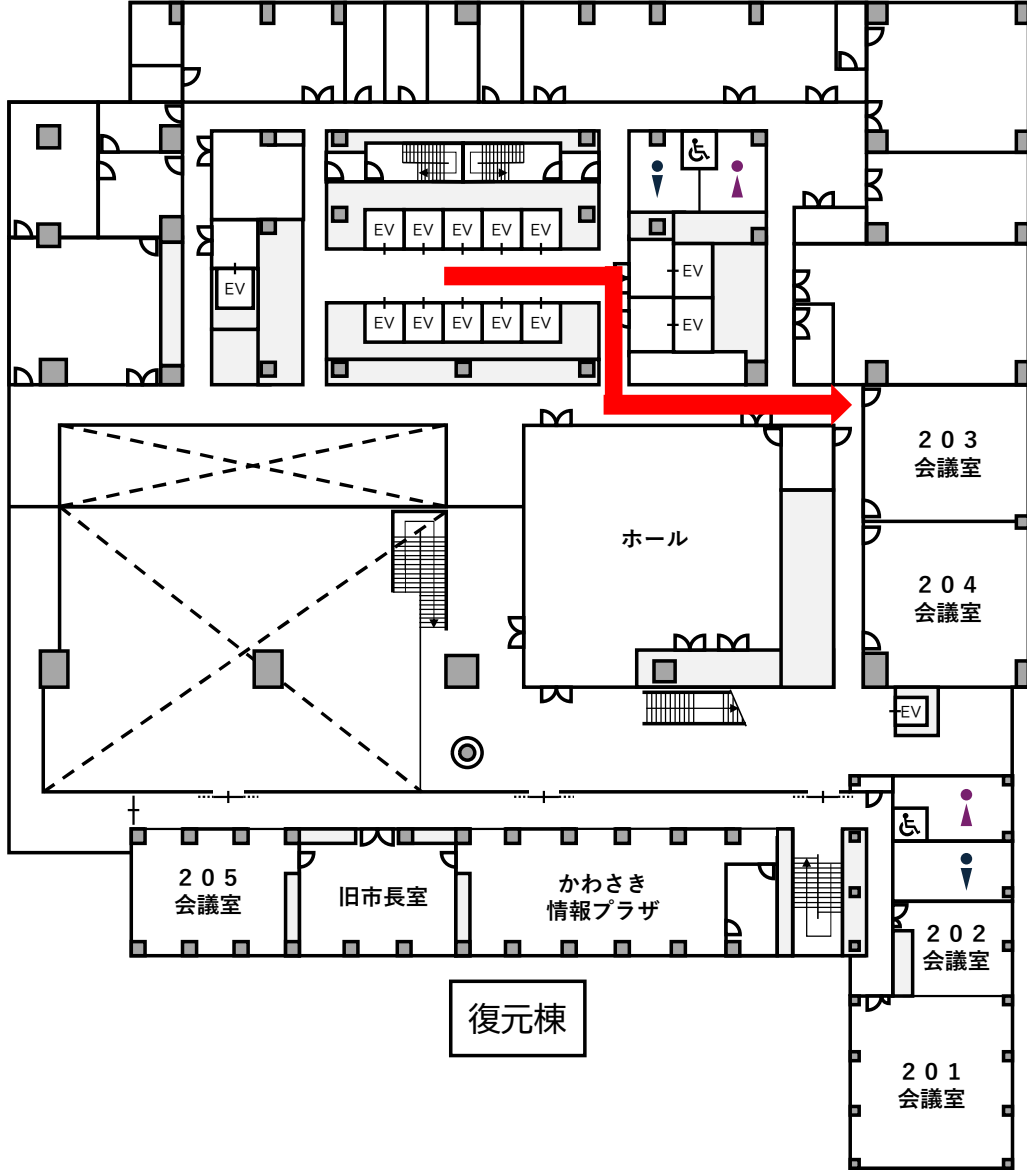 EV EV EV EV EV
EV
EV
EV EV EV EV EV
EV
２０３
会議室
ホール
２０４
会議室
EV
２０５
会議室
旧市長室
かわさき
情報プラザ
２０２
会議室
復元棟
２０１
会議室